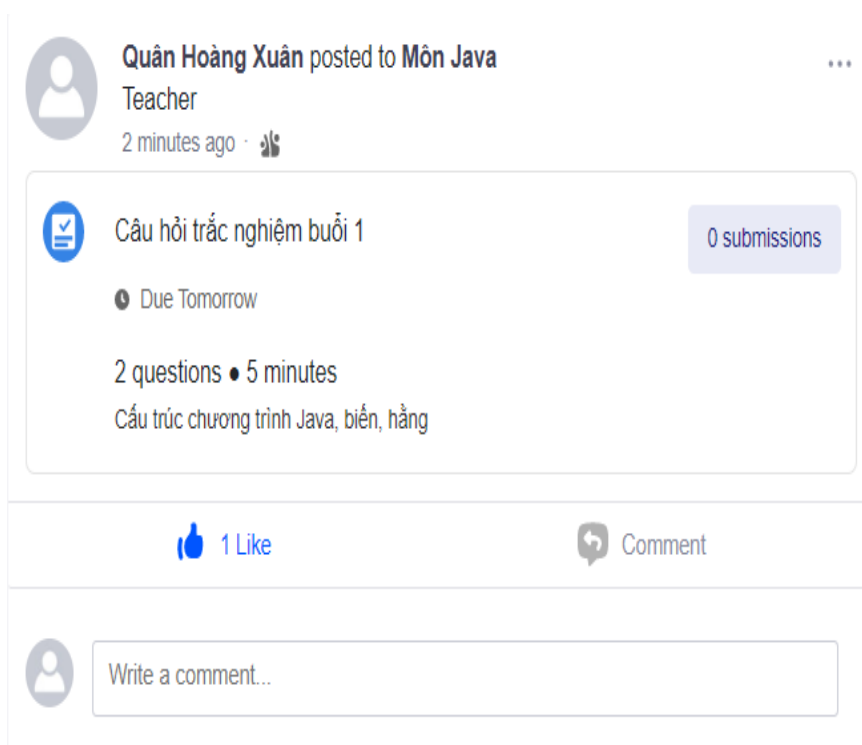 Quân Hoàng Xuân posted to Môn Java
Teacher
2 minutes ago ·
Câu hỏi trắc nghiệm buổi 1
0 submissions
Due Tomorrow
2 questions ● 5 minutes
Cấu trúc chương trình Java, biến, hằng
1 Like
Comment
Write a comment...